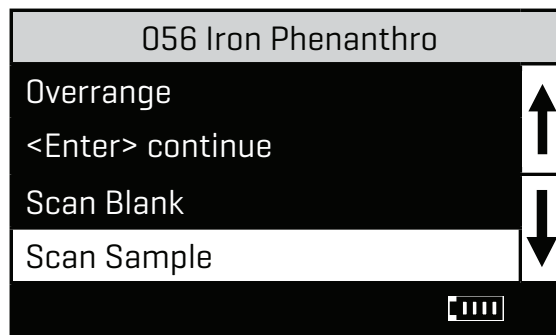 056 Iron Phenanthro
Overrange
<Enter> continue
Scan Blank
Scan Sample